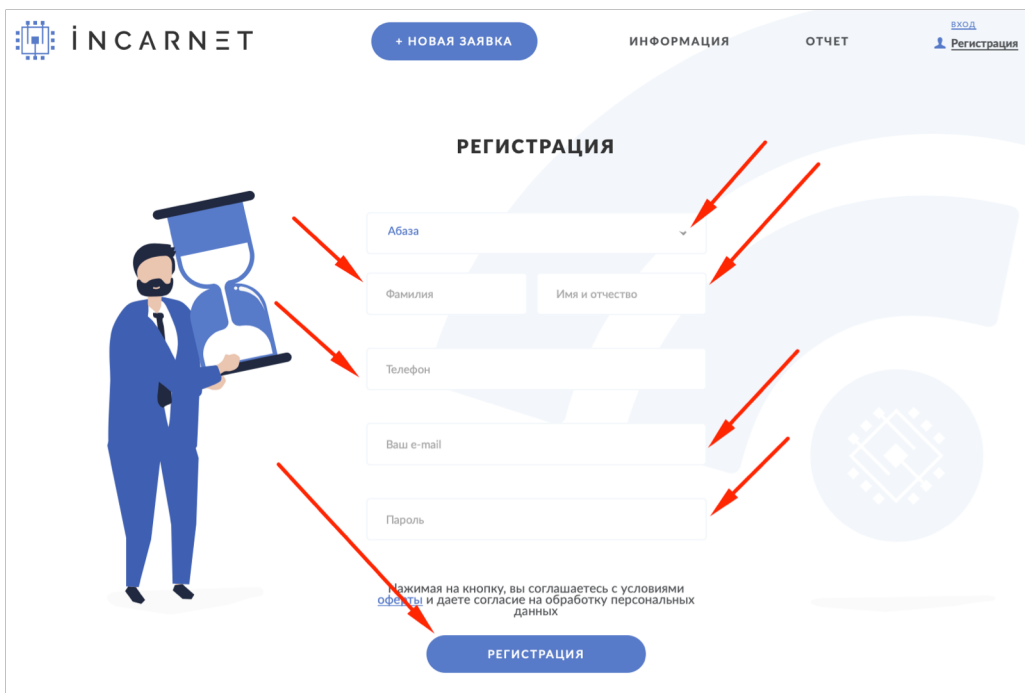 İNCARNET
+ НОВАЯ ЗАЯВКА
ИНФОРМАЦИЯ
ОТЧЕТ
вход
Регистрация
РЕГИСТРАЦИЯ
Абаза
Фамилия
Имя и отчество
Телефон
Ваш e-mail
Пароль
Нажимая на кнопку, вы соглашаетесь с условиями
оферты и даете согласие на обработку персональных
данных
РЕГИСТРАЦИЯ